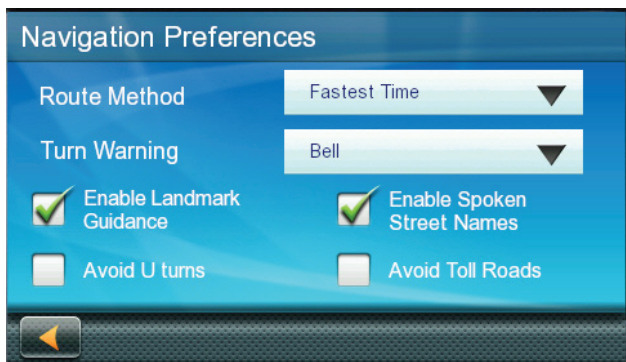 Navigation Preferences
Route Method
Fastest Time
Turn Warning
Bell
Enable Landmark
Guidance
Enable Spoken
Street Names
Avoid U turns
Avoid Toll Roads